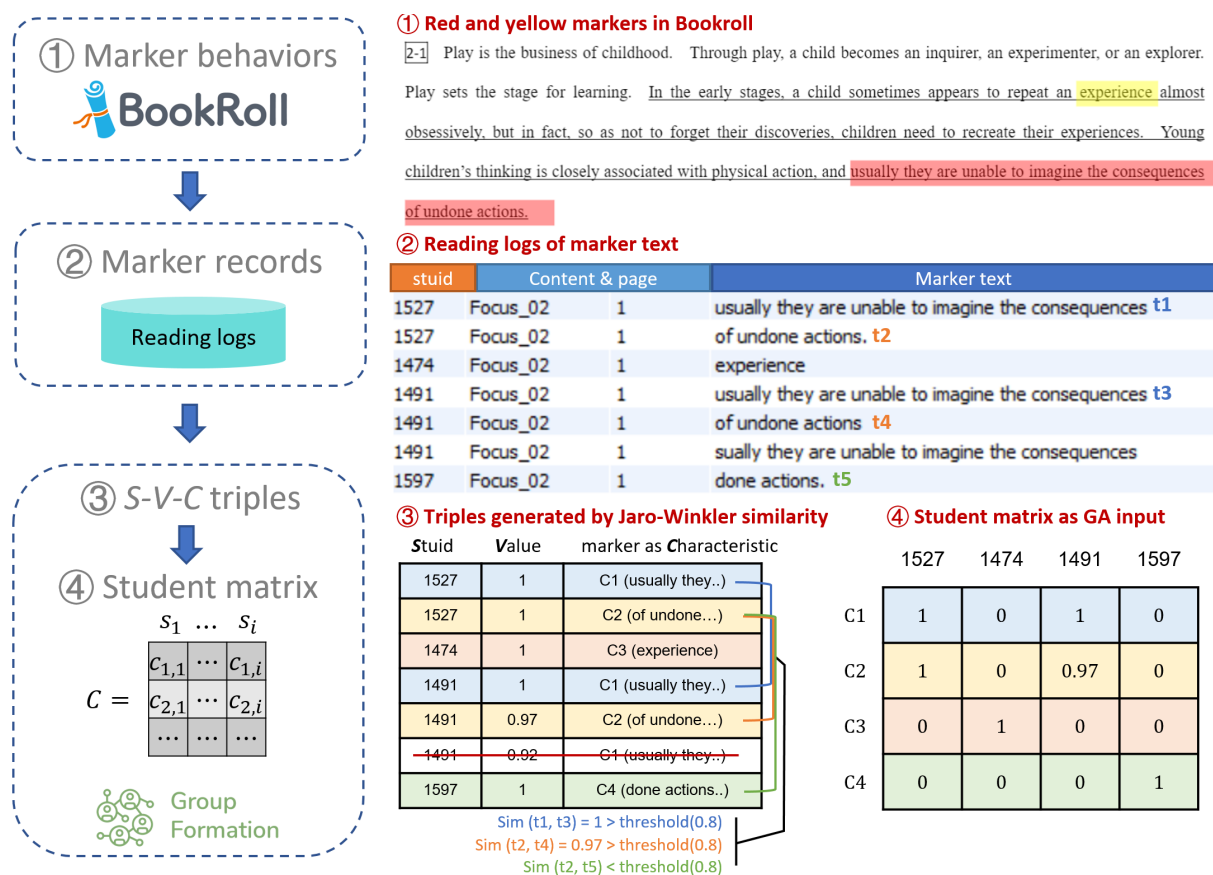 ① Marker behaviors
BookRoll
② Marker records
Reading logs
③ S-V-C triples
④ Student matrix
s1 ... si
C =
c1,1 ... c1,i
c2,1 ... c2,i
... ... ...
Group
Formation
① Red and yellow markers in Bookroll
2-1 Play is the business of childhood. Through play, a child becomes an inquirer, an experimenter, or an explorer.
Play sets the stage for learning. In the early stages, a child sometimes appears to repeat an experience almost
obsessively, but in fact, so as not to forget their discoveries, children need to recreate their experiences. Young
children's thinking is closely associated with physical action, and usually they are unable to imagine the consequences
of undone actions.
② Reading logs of marker text
stuid Content & page Marker text
1527 Focus_02 1 usually they are unable to imagine the consequences t1
1527 Focus_02 1 of undone actions. t2
1474 Focus_02 1 experience
1491 Focus_02 1 usually they are unable to imagine the consequences t3
1491 Focus_02 1 of undone actions t4
1491 Focus_02 1 sually they are unable to imagine the consequences
1597 Focus_02 1 done actions. t5
③ Triples generated by Jaro-Winkler similarity
Stuid Value marker as Characteristic
1527 1 C1 (usually they..)
1527 1 C2 (of undone...)
1474 1 C3 (experience)
1491 1 C1 (usually they..)
1491 0.97 C2 (of undone...)
1491 0.92 C1 (usually they..)
1597 1 C4 (done actions..)
Sim (t1, t3) = 1 > threshold(0.8)
Sim (t2, t4) = 0.97 > threshold(0.8)
Sim (t2, t5) < threshold(0.8)
④ Student matrix as GA input
1527 1474 1491 1597
C1 1 0 1 0
C2 1 0 0.97 0
C3 0 1 0 0
C4 0 0 0 1